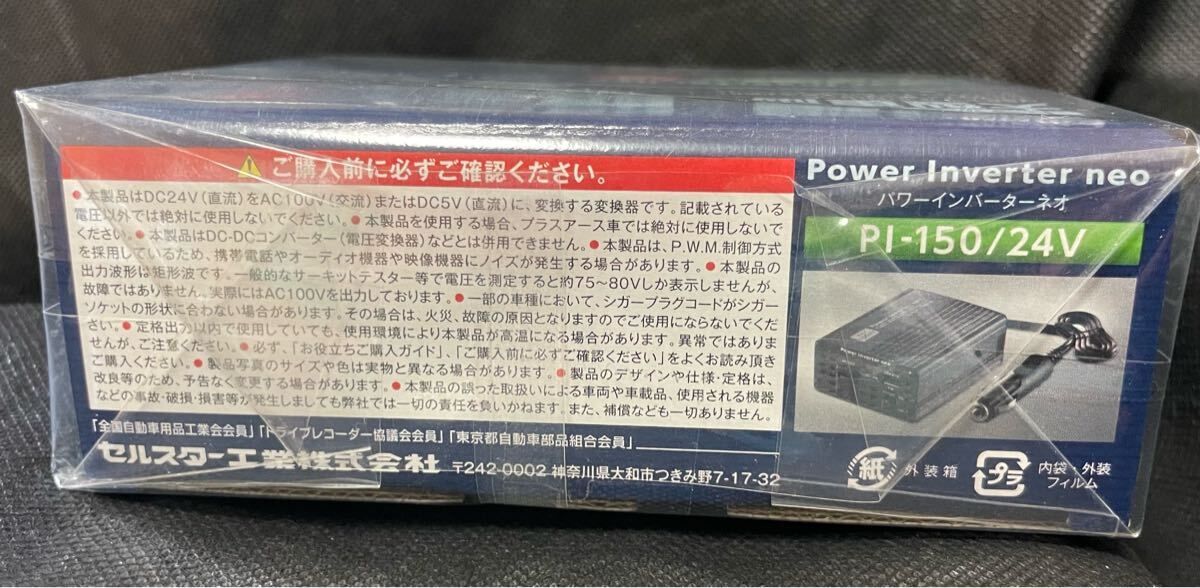 ご購入前に必ずご確認ください。
●本製品はDC24V(直流)をAC100V(交流)またはDC5V(直流)に、変換する変換器です。記載されている
電圧以外では絶対に使用しないでください。●本製品を使用する場合、プラスアース車では絶対に使用しないで
ください。●本製品はDC-DCコンバーター(電圧変換器)などとは併用できません。●本製品は、P.W.M.制御方式
を採用しているため、携帯電話やオーディオ機器や映像機器にノイズが発生する場合があります。●本製品の
出力波形は矩形波です。一般的なサーキットテスター等で電圧を測定すると約75〜80Vしか表示しませんが、
故障ではありません。実際にはAC100Vを出力しております。●一部の車種において、シガープラグコードがシガー
ソケットの形状に合わない場合があります。その場合は、火災、故障の原因となりますのでご使用にならないでくだ
さい。●定格出力以内で使用していても、使用環境により本製品が高温になる場合があります。異常ではありま
せんが、ご注意ください。●必ず、「お役立ちご購入ガイド」、「ご購入前に必ずご確認ください」をよくお読み頂き
ご購入ください。●製品写真のサイズや色は実物と異なる場合があります。●製品のデザインや仕様・定格は、
改良等のため、予告なく変更する場合があります。●本製品の誤った取扱いによる車両や車載品、使用される機器
などの事故・破損・損害等が発生しましても弊社では一切の責任を負いかねます。また、補償なども一切ありません。
「全国自動車用品工業会会員」「ドライブレコーダー協議会会員」「東京都自動車部品組合会員」
セルスター工業株式会社 〒242-0002 神奈川県大和市つきみ野7-17-32
Power Inverter neo
パワーインバーターネオ
PI-150/24V
Power Inverter neo
紙 外装箱
プラ 内袋・外装
フィルム